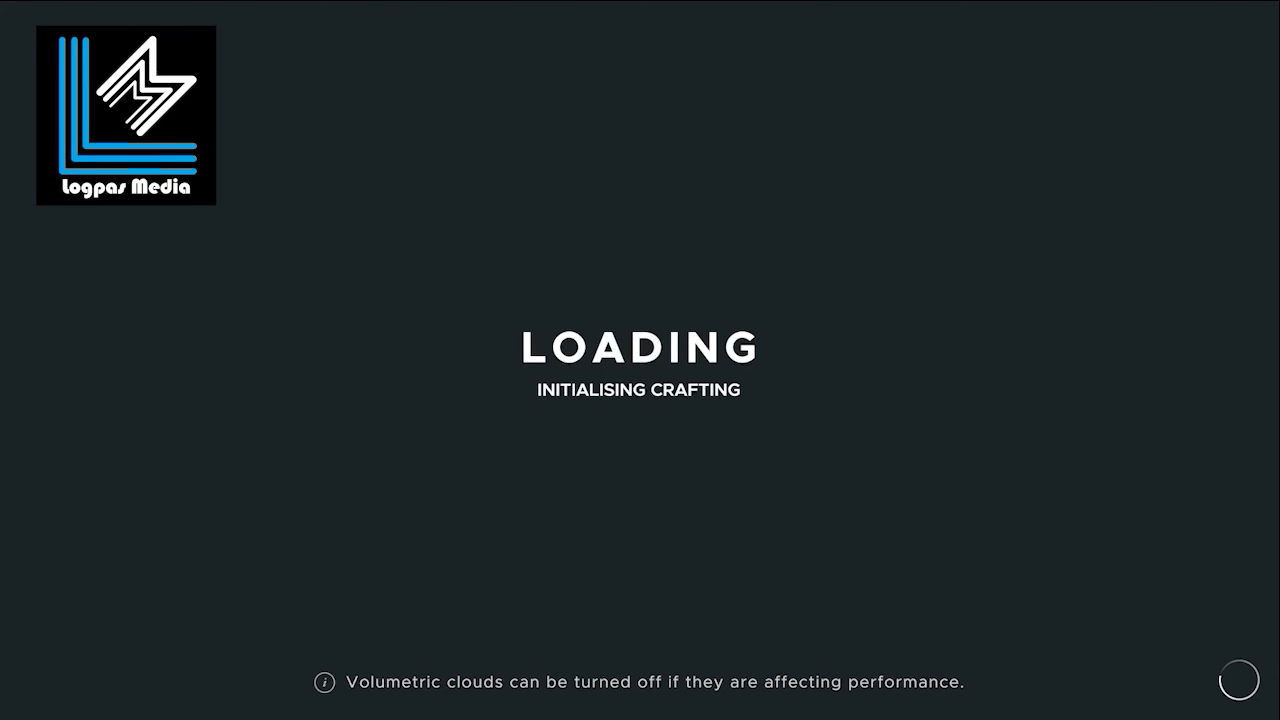 Logpas Media
LOADING
INITIALISING CRAFTING
i Volumetric clouds can be turned off if they are affecting performance.